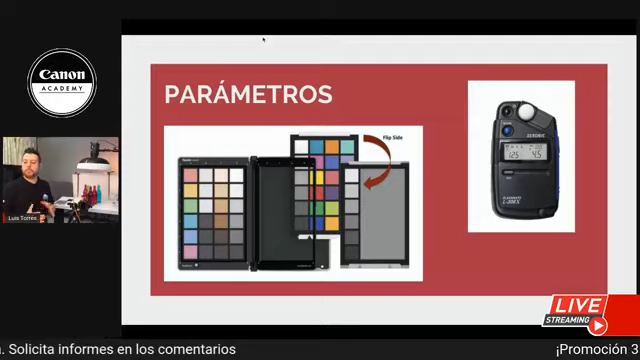 Canon
ACADEMY
PARÁMETROS
Flip Side
SEKONIC
125
4.5
L-308X
Luis Torres
LIVE
STREAMING
. Solicita informes en los comentarios
¡Promoción 3